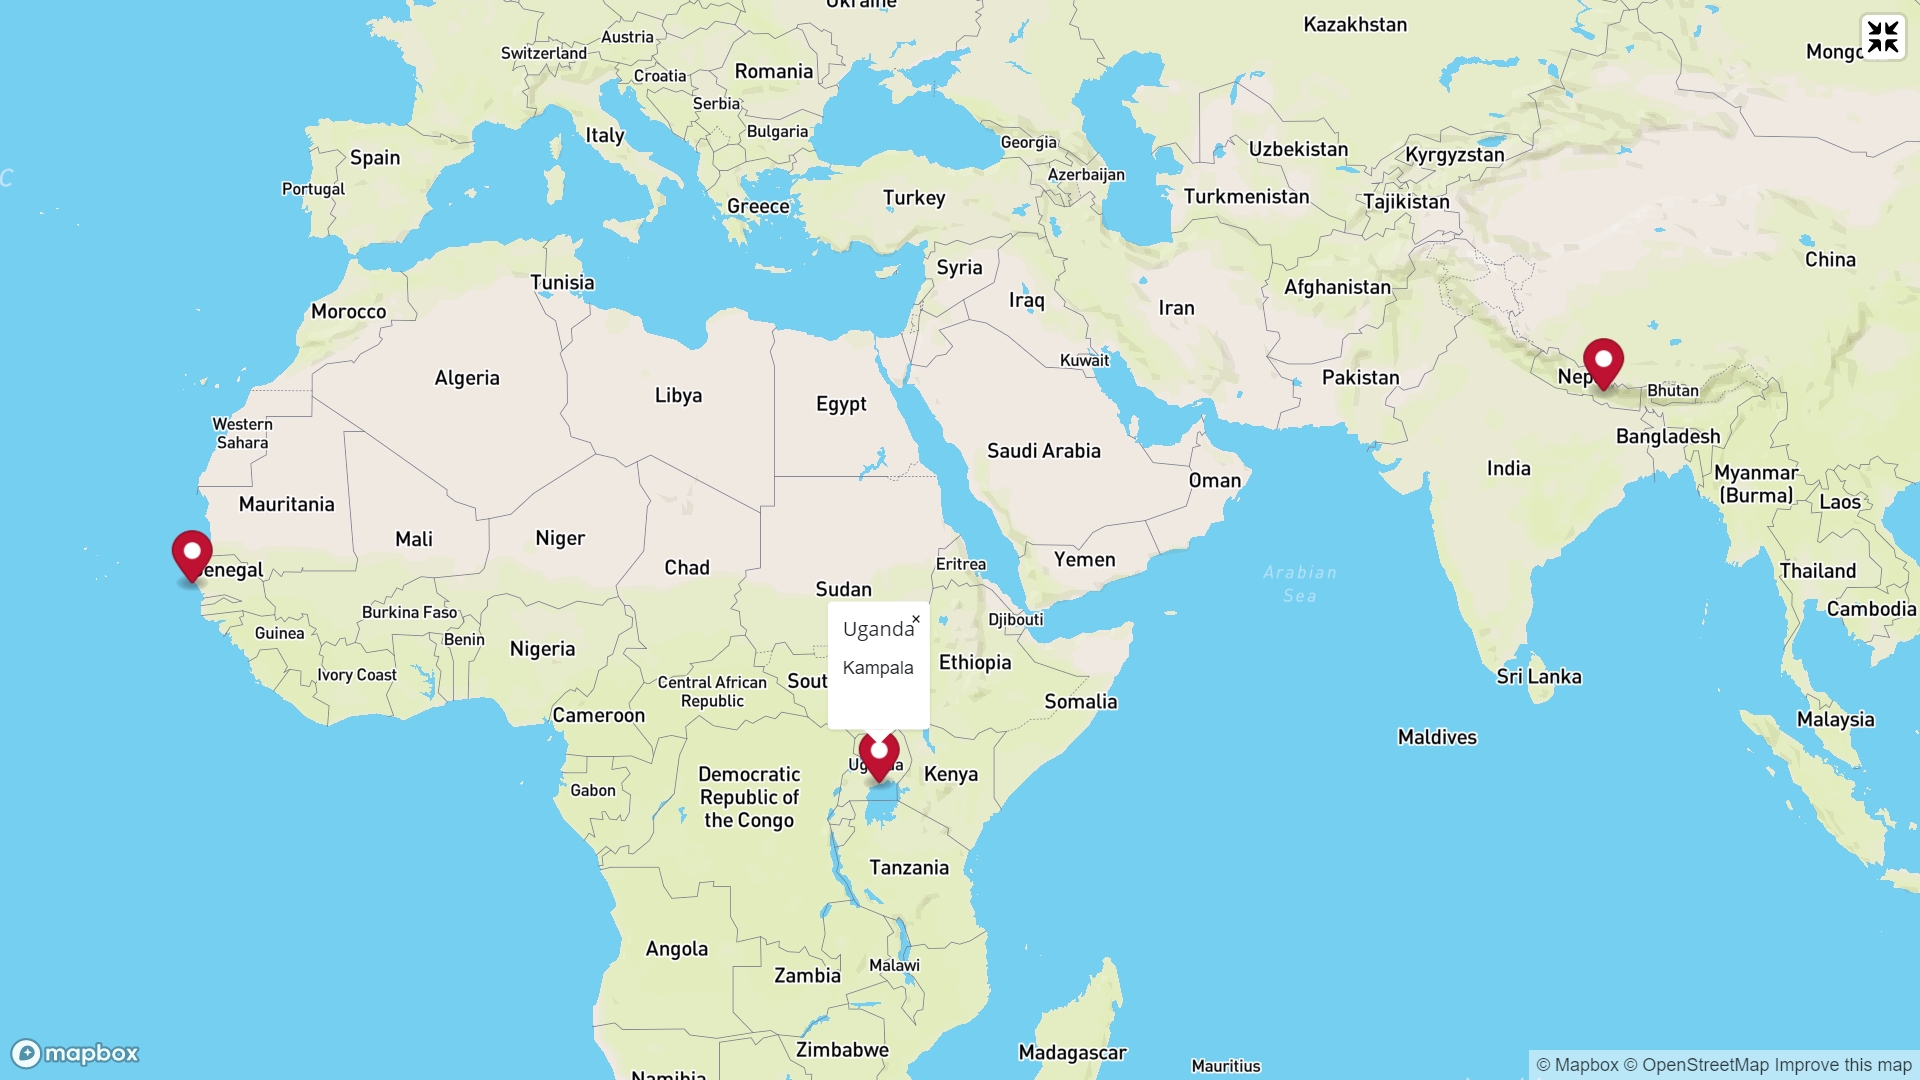 Ukraine
Kazakhstan
Austria
Switzerland
Mongo
Romania
Croatia
Serbia
Bulgaria
Italy
Georgia
Uzbekistan
Kyrgyzstan
Spain
Azerbaijan
Portugal
Turkey
Turkmenistan
Tajikistan
Greece
C
China
Syria
Tunisia
Afghanistan
Iraq
Iran
Morocco
Kuwait
Algeria
Pakistan
Nep
Bhutan
Libya
Egypt
Western
Sahara
Bangladesh
Saudi Arabia
India
Oman
Myanmar
(Burma)
Laos
Mauritania
Mali
Niger
Yemen
Eritrea
Chad
enegal
Arabian
Sea
Thailand
Sudan
Cambodia
Burkina Faso
Djibouti
Uganda
×
Guinea
Benin
Nigeria
Ethiopia
Kampala
Ivory Coast
Central African
Republic
Sout
Sri Lanka
Somalia
Cameroon
Malaysia
Maldives
Ug da
Kenya
Democratic
Republic of
the Congo
Gabon
Tanzania
Angola
Malawi
Zambia
Zimbabwe
Madagascar
Mauritius
Namibia
mapbox
© Mapbox © OpenStreetMap Improve this map